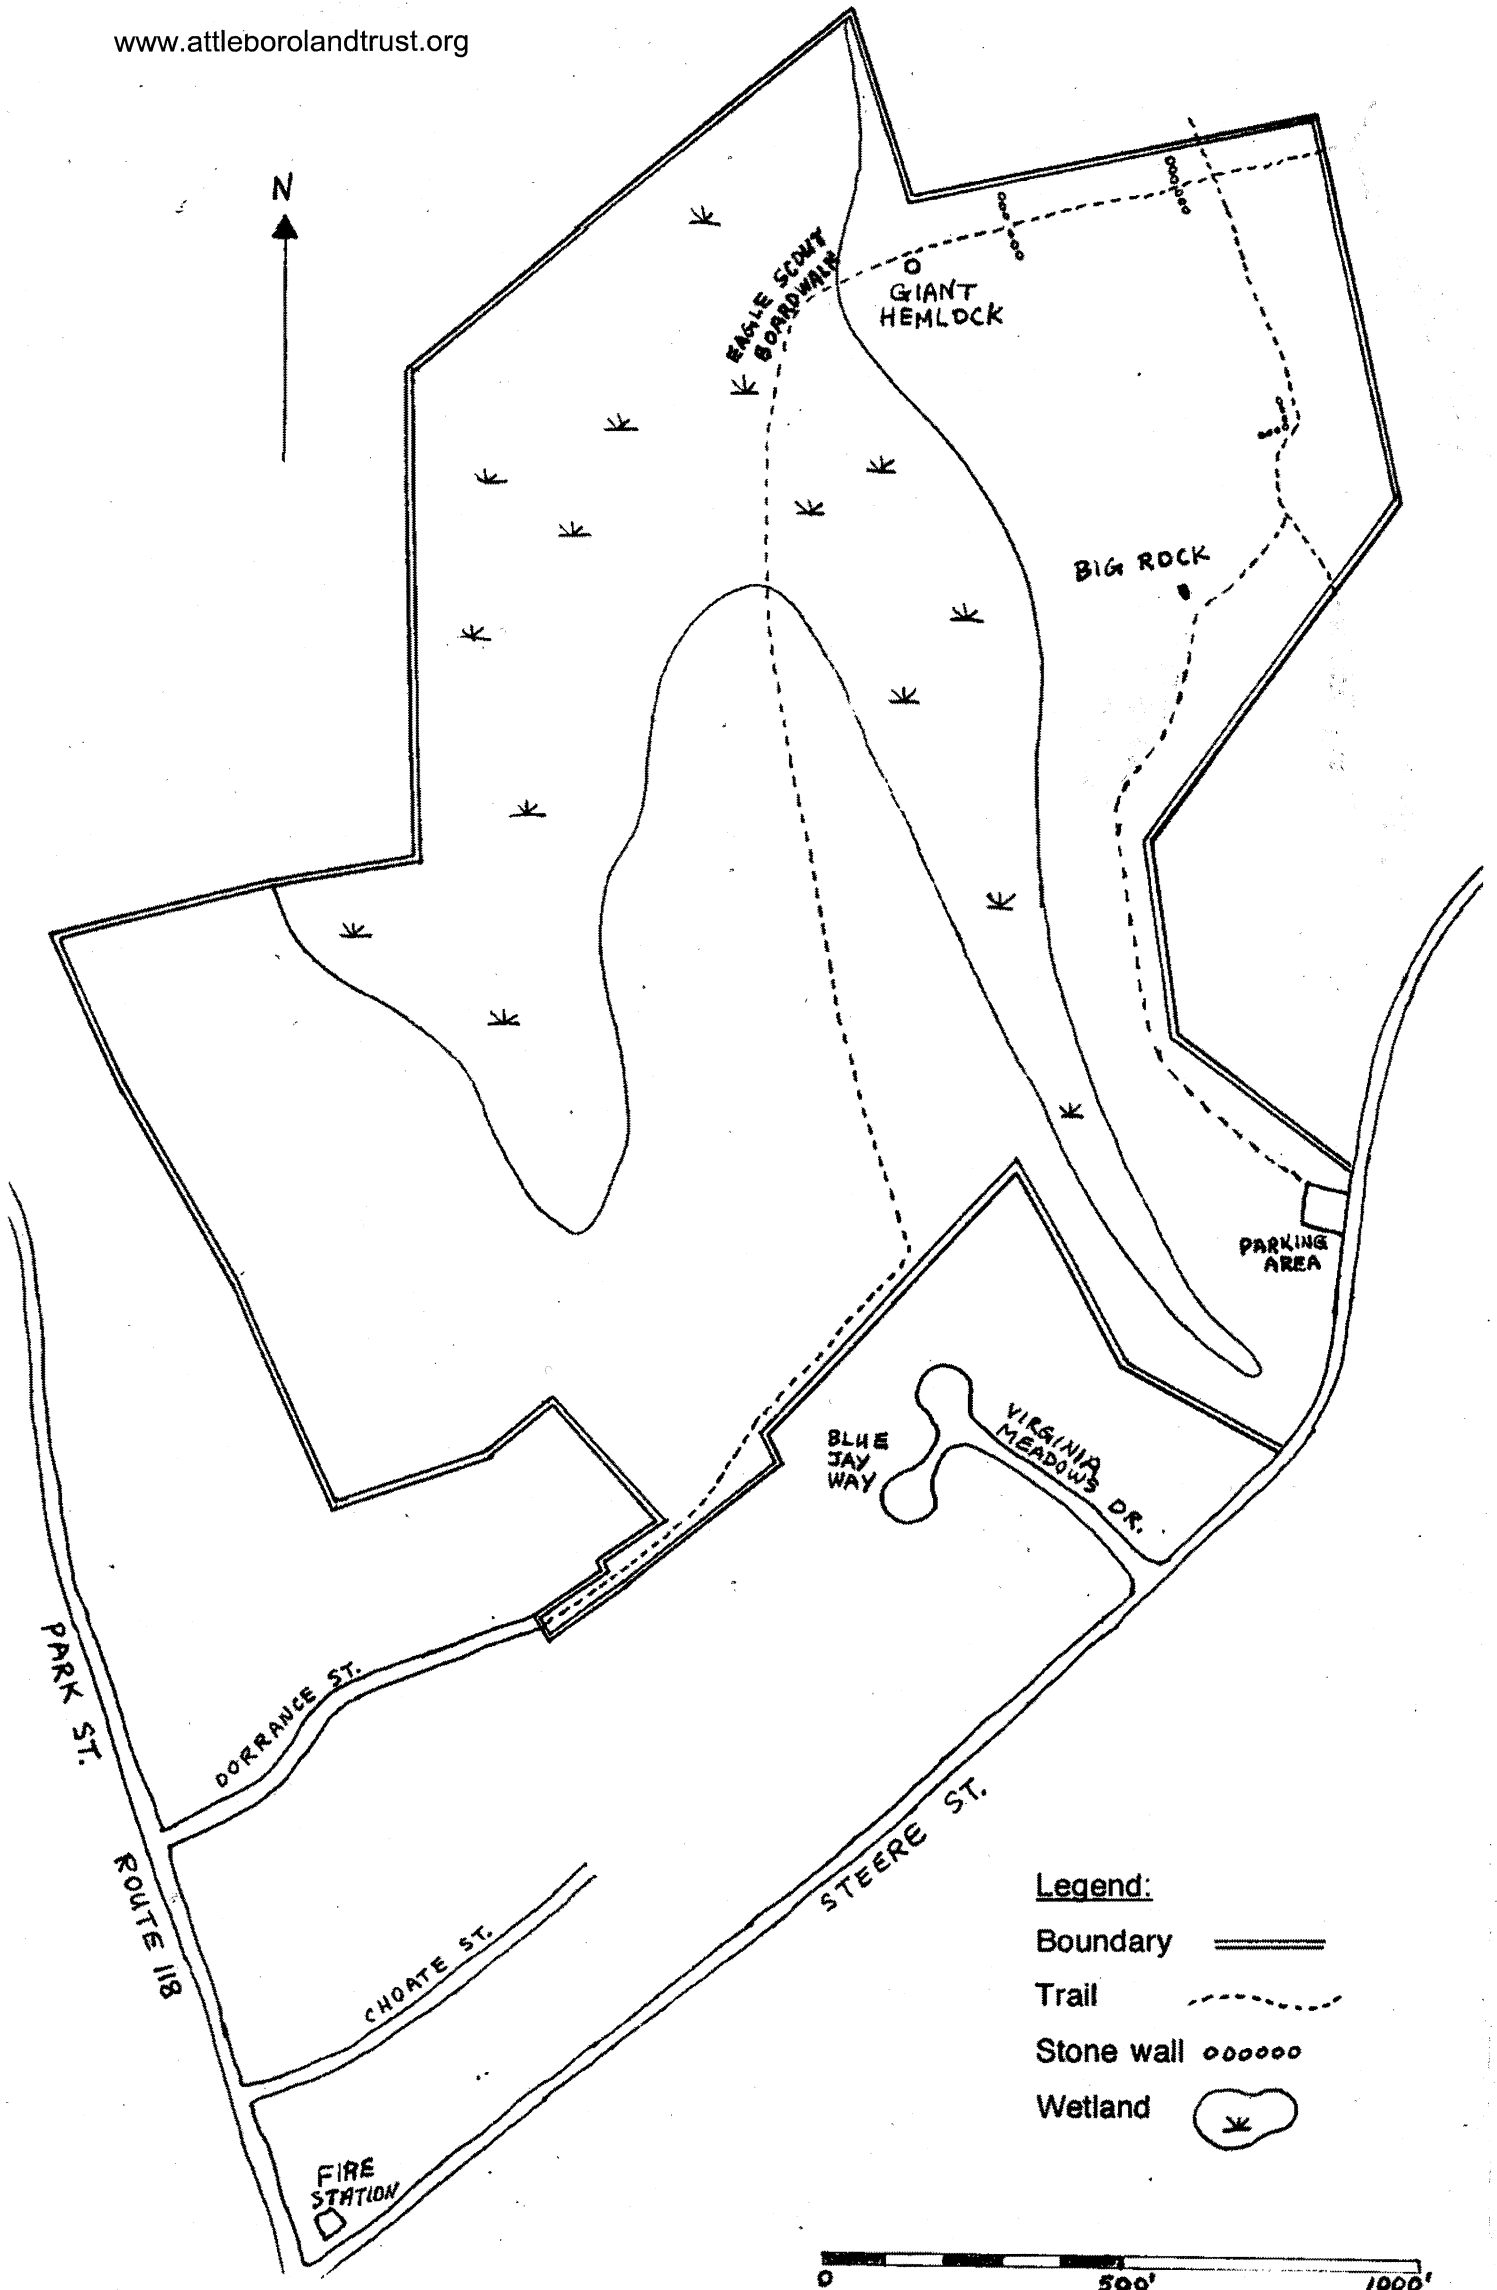 www.attleborolandtrust.org
N
EAGLE SCOUT
BOARDWALK
GIANT
HEMLOCK
BIG ROCK
PARKING
AREA
BLUE
JAY
WAY
VIRGINIA
MEADOWS DR.
PARK ST.
DORRANCE ST.
ROUTE 118
CHOATE ST.
STEERE ST.
FIRE
STATION
Legend:
Boundary
Trail
Stone wall
Wetland
0 500' 1000'